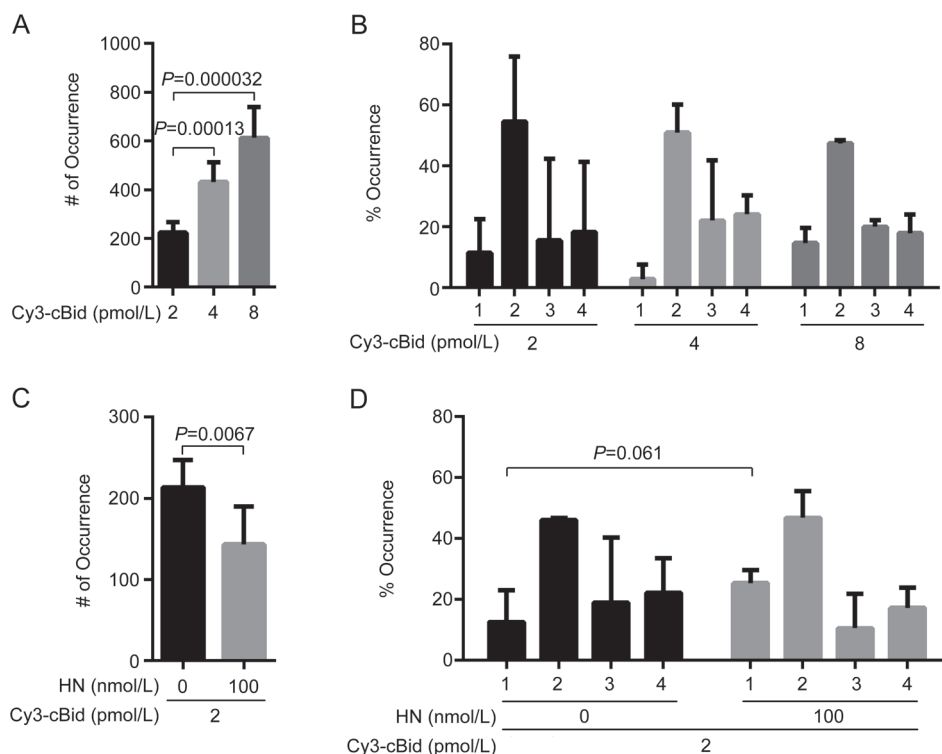 A
1000
800
600
400
200
0
# of Occurrence
P=0.000032
P=0.00013
Cy3-cBid (pmol/L) 2 4 8
B
80
60
40
20
0
% Occurrence
1 2 3 4 1 2 3 4 1 2 3 4
Cy3-cBid (pmol/L) 2 4 8
C
300
200
100
0
# of Occurrence
P=0.0067
HN (nmol/L) 0 100
Cy3-cBid (pmol/L) 2
D
80
60
40
20
0
% Occurrence
P=0.061
1 2 3 4 1 2 3 4
HN (nmol/L) 0 100
Cy3-cBid (pmol/L) 2